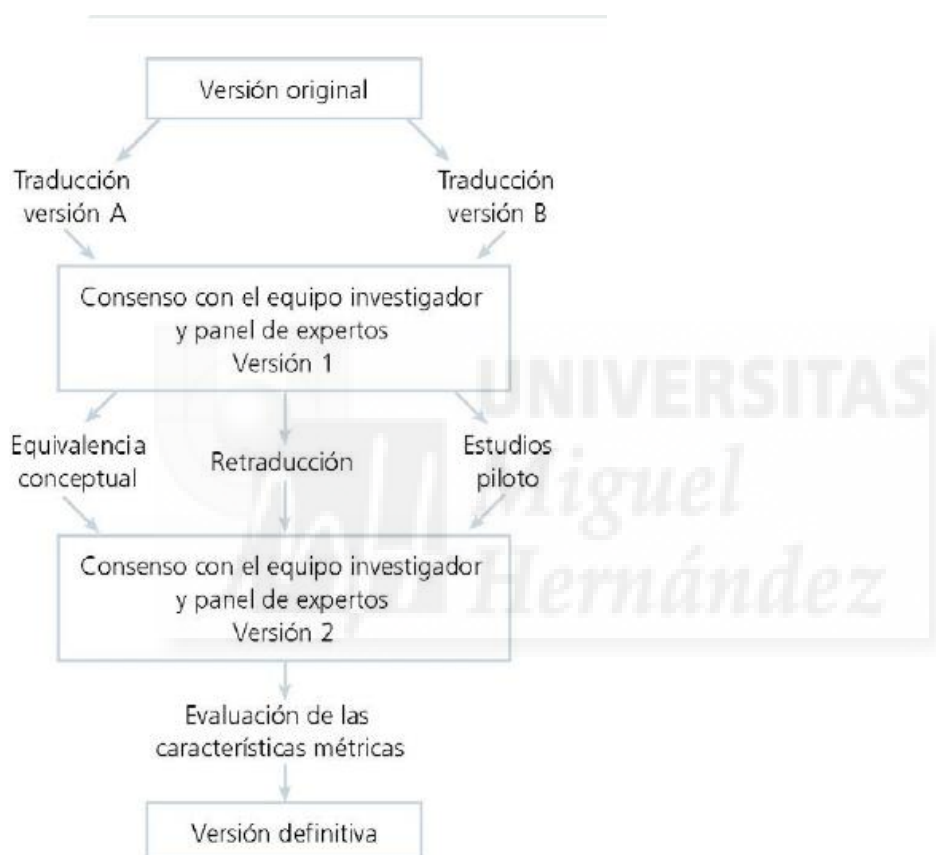 Versión original
Traducción
versión A
Traducción
versión B
Consenso con el equipo investigador
y panel de expertos
Versión 1
UNIVERSITAS
Miguel
Hernández
Equivalencia
conceptual
Retraducción
Estudios
piloto
Consenso con el equipo investigador
y panel de expertos
Versión 2
Evaluación de las
características métricas
Versión definitiva